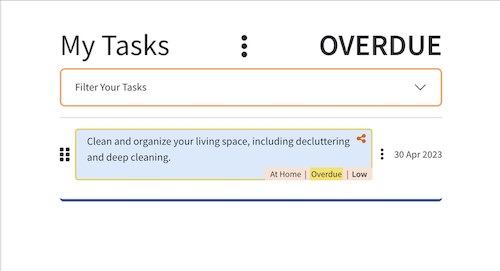 My Tasks
OVERDUE
Filter Your Tasks
Clean and organize your living space, including decluttering
and deep cleaning.
30 Apr 2023
At Home | Overdue | Low